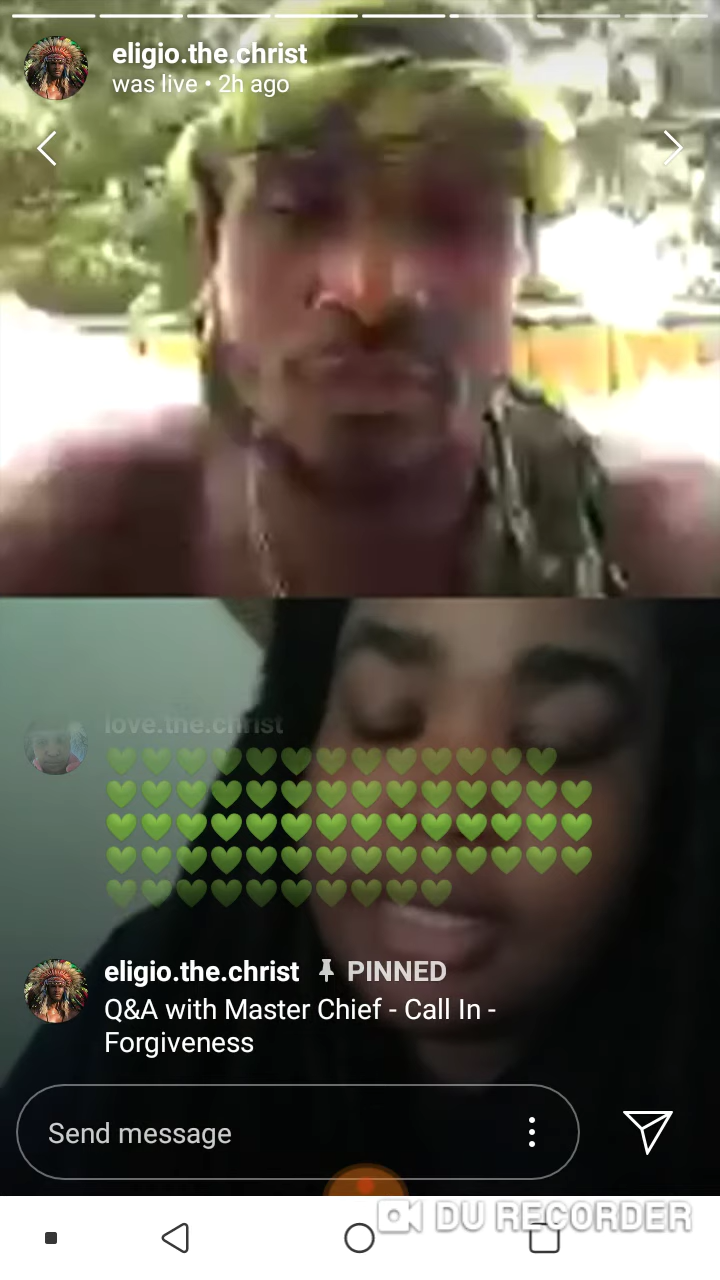 eligio.the.christ
was live • 2h ago
love.the.christ
💚💚💚💚💚💚💚💚💚💚💚💚💚
💚💚💚💚💚💚💚💚💚💚💚💚💚💚
💚💚💚💚💚💚💚💚💚💚💚💚💚💚
💚💚💚💚💚💚💚💚💚💚💚💚💚💚
💚💚💚💚💚💚💚💚💚💚
eligio.the.christ 📌 PINNED
Q&A with Master Chief - Call In -
Forgiveness
Send message
DU RECORDER